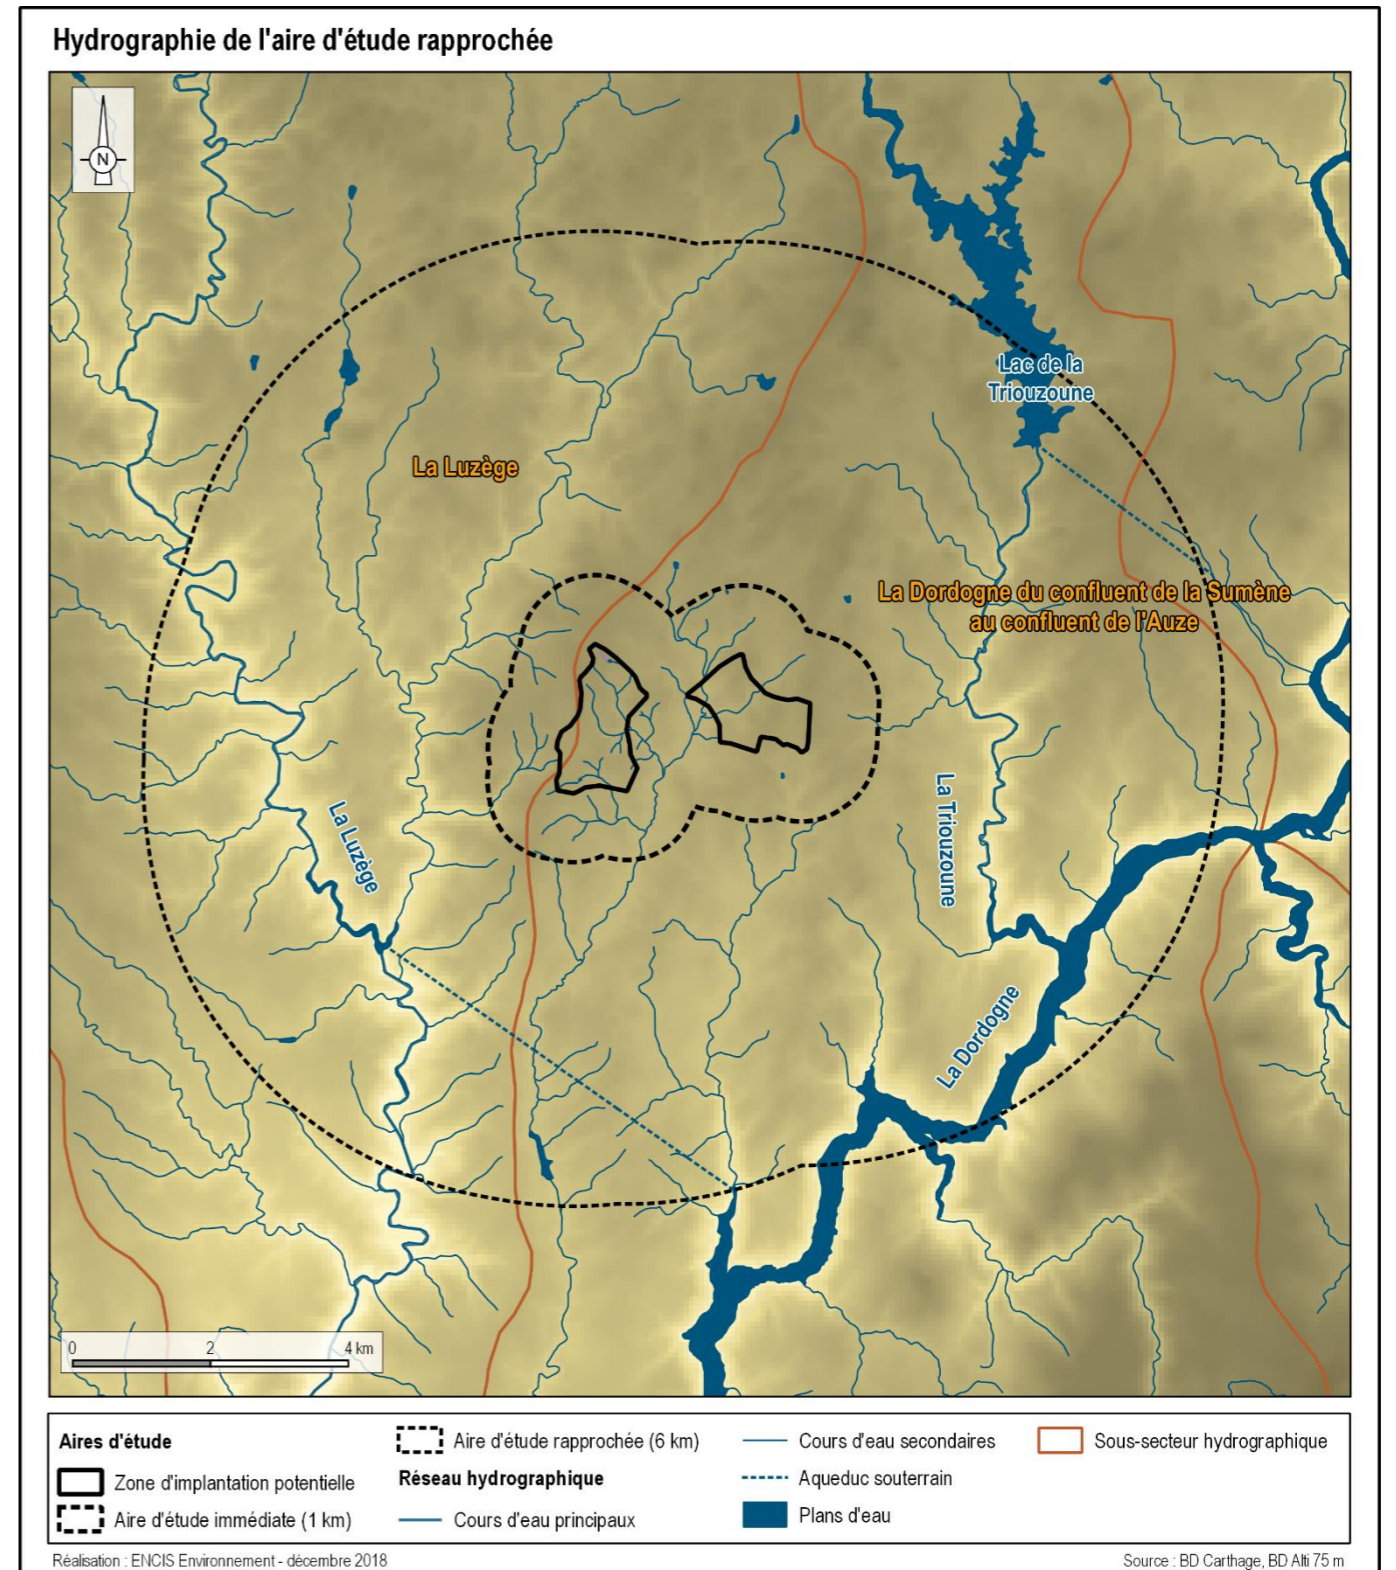 Hydrographie de l'aire d'étude rapprochée
N
Lac de la
Triouzoune
La Luzège
La Dordogne du confluent de la Sumène
au confluent de l'Auze
La Luzège
La Triouzoune
La Dordogne
0 2 4 km
Aires d'étude
Zone d'implantation potentielle
Aire d'étude immédiate (1 km)
Aire d'étude rapprochée (6 km)
Réseau hydrographique
Cours d'eau principaux
Cours d'eau secondaires
Aqueduc souterrain
Plans d'eau
Sous-secteur hydrographique
Réalisation : ENCIS Environnement - décembre 2018
Source : BD Carthage, BD Alti 75 m